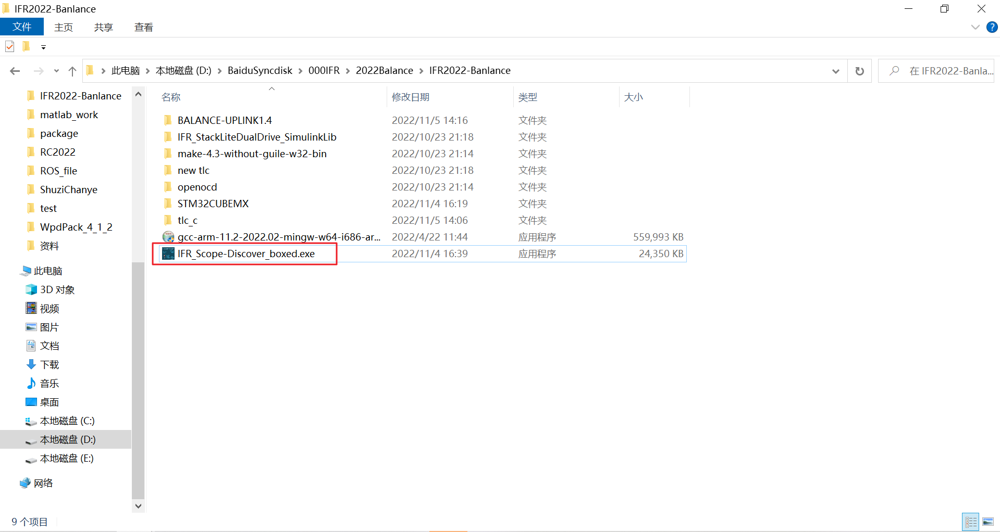 IFR2022-Banlance
文件 主页 共享 查看
此电脑 本地磁盘 (D:) BaiduSyncdisk 000IFR 2022Balance IFR2022-Banlance
在 IFR2022-Banla...
IFR2022-Banlance
matlab_work
package
RC2022
ROS_file
ShuziChanye
test
WpdPack_4_1_2
资料
此电脑
3D 对象
视频
图片
文档
下载
音乐
桌面
本地磁盘 (C:)
本地磁盘 (D:)
本地磁盘 (E:)
网络
名称 修改日期 类型 大小
BALANCE-UPLINK1.4 2022/11/5 14:16 文件夹
IFR_StackLiteDualDrive_SimulinkLib 2022/10/23 21:18 文件夹
make-4.3-without-guile-w32-bin 2022/10/23 21:14 文件夹
new tlc 2022/10/23 21:18 文件夹
openocd 2022/10/23 21:14 文件夹
STM32CUBEMX 2022/11/4 16:19 文件夹
tlc_c 2022/11/5 14:06 文件夹
gcc-arm-11.2-2022.02-mingw-w64-i686-ar... 2022/4/22 11:44 应用程序 559,993 KB
IFR_Scope-Discover_boxed.exe 2022/11/4 16:39 应用程序 24,350 KB
9 个项目